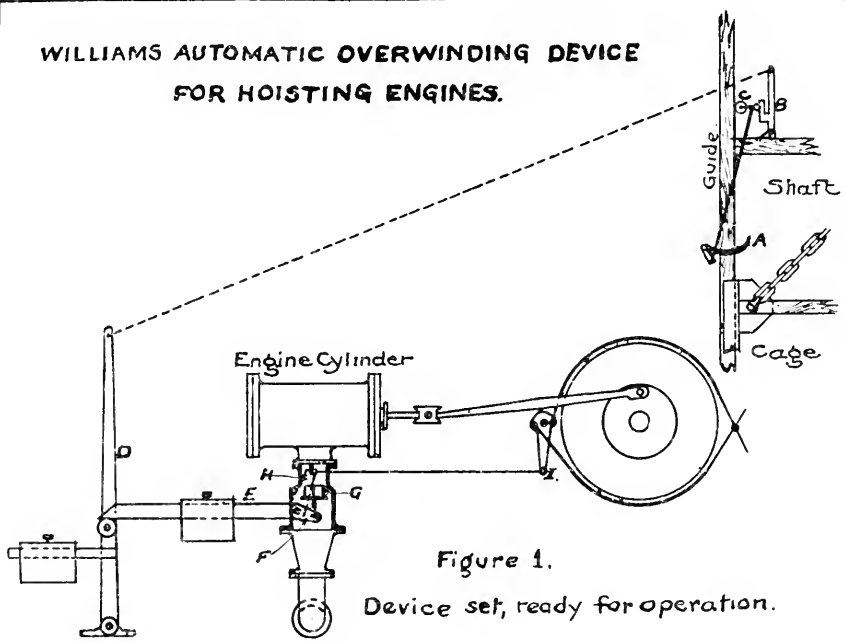 WILLIAMS AUTOMATIC OVERWINDING DEVICE
FOR HOISTING ENGINES.
C
B
Guide
Shaft
A
Cage
Engine Cylinder
D
H
I.
E
G
F
Figure 1.
Device set, ready for operation.